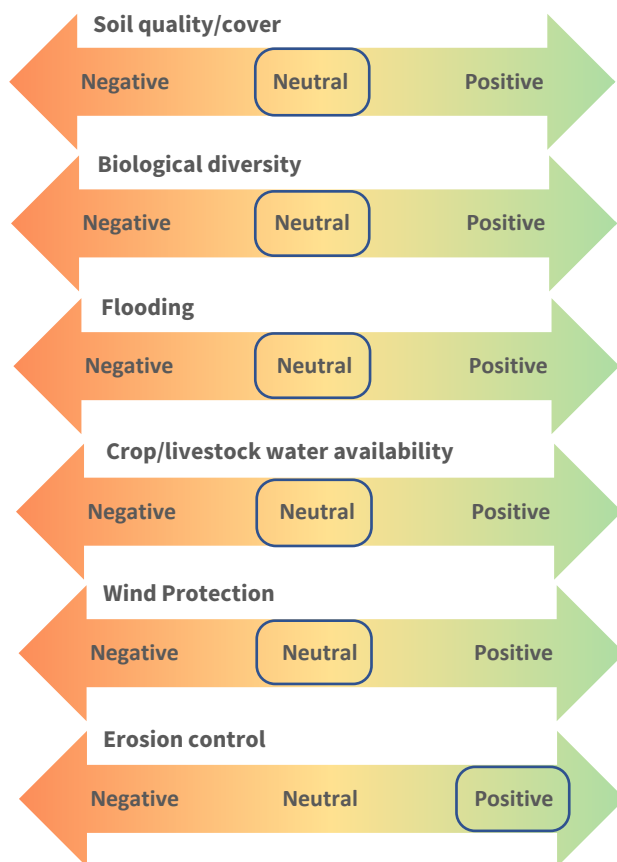 Soil quality/cover
Negative Neutral Positive
Biological diversity
Negative Neutral Positive
Flooding
Negative Neutral Positive
Crop/livestock water availability
Negative Neutral Positive
Wind Protection
Negative Neutral Positive
Erosion control
Negative Neutral Positive